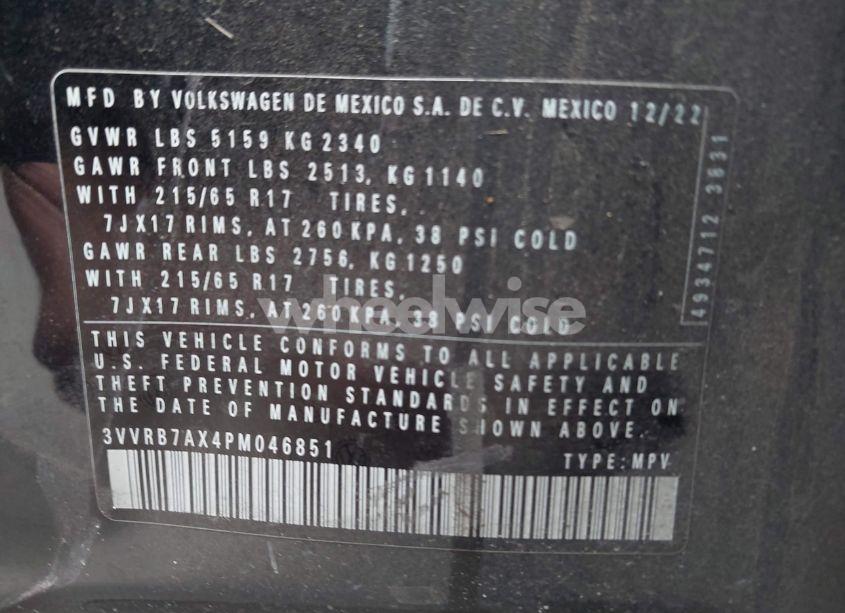 MFD BY VOLKSWAGEN DE MEXICO S.A. DE C.V. MEXICO 12/22
GVWR LBS 5159 KG 2340
GAWR FRONT LBS 2513, KG 1140
WITH 215/65 R17 TIRES,
7JX17 RIMS, AT 260 KPA, 38 PSI COLD
GAWR REAR LBS 2756, KG 1250
WITH 215/65 R17 TIRES,
7JX17 RIMS, AT 260 KPA, 38 PSI COLD
THIS VEHICLE CONFORMS TO ALL APPLICABLE
U.S. FEDERAL MOTOR VEHICLE SAFETY AND
THEFT PREVENTION STANDARDS IN EFFECT ON
THE DATE OF MANUFACTURE SHOWN ABOVE.
3VVRB7AX4PM046851
TYPE: MPV
4934712 3631
wheelwise